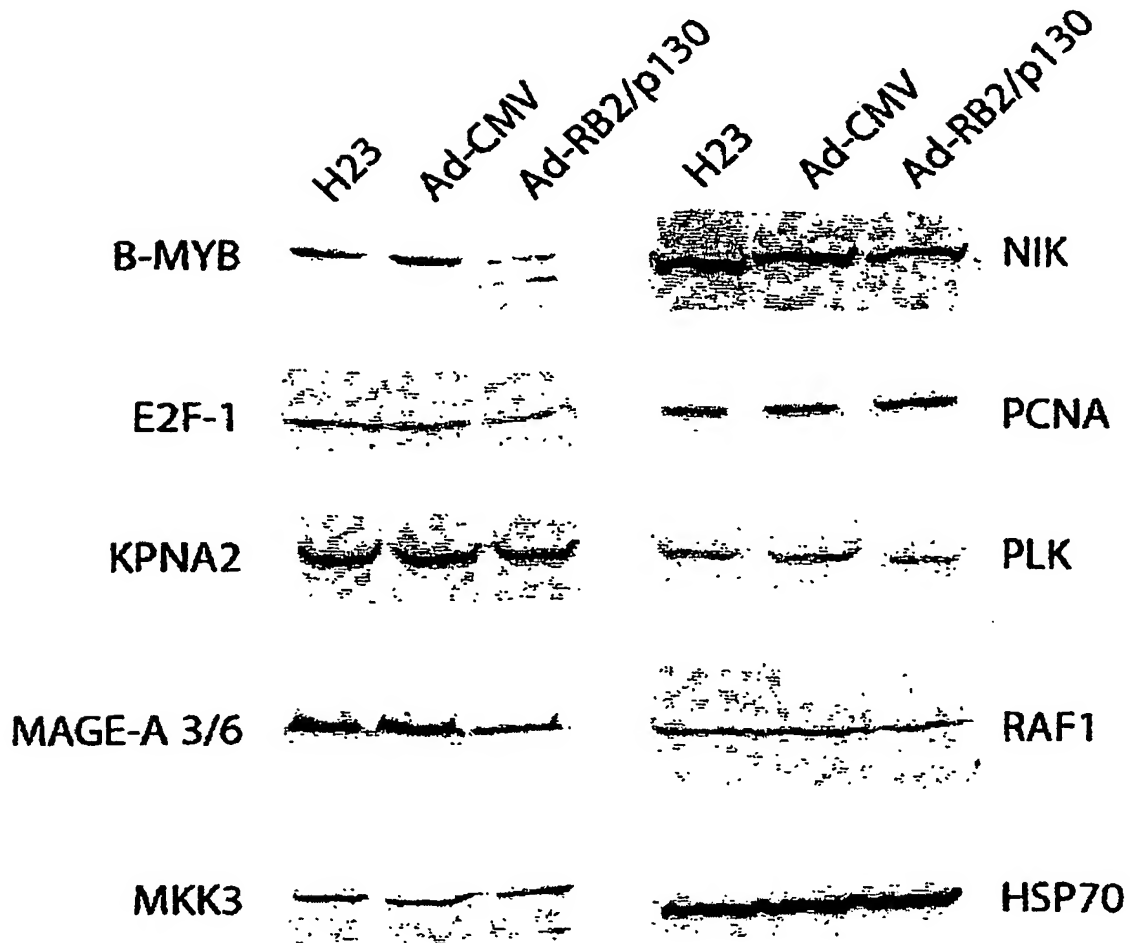 H23 Ad-CMV Ad-RB2/p130 H23 Ad-CMV Ad-RB2/p130
B-MYB NIK
E2F-1 PCNA
KPNA2 PLK
MAGE-A 3/6 RAF1
MKK3 HSP70